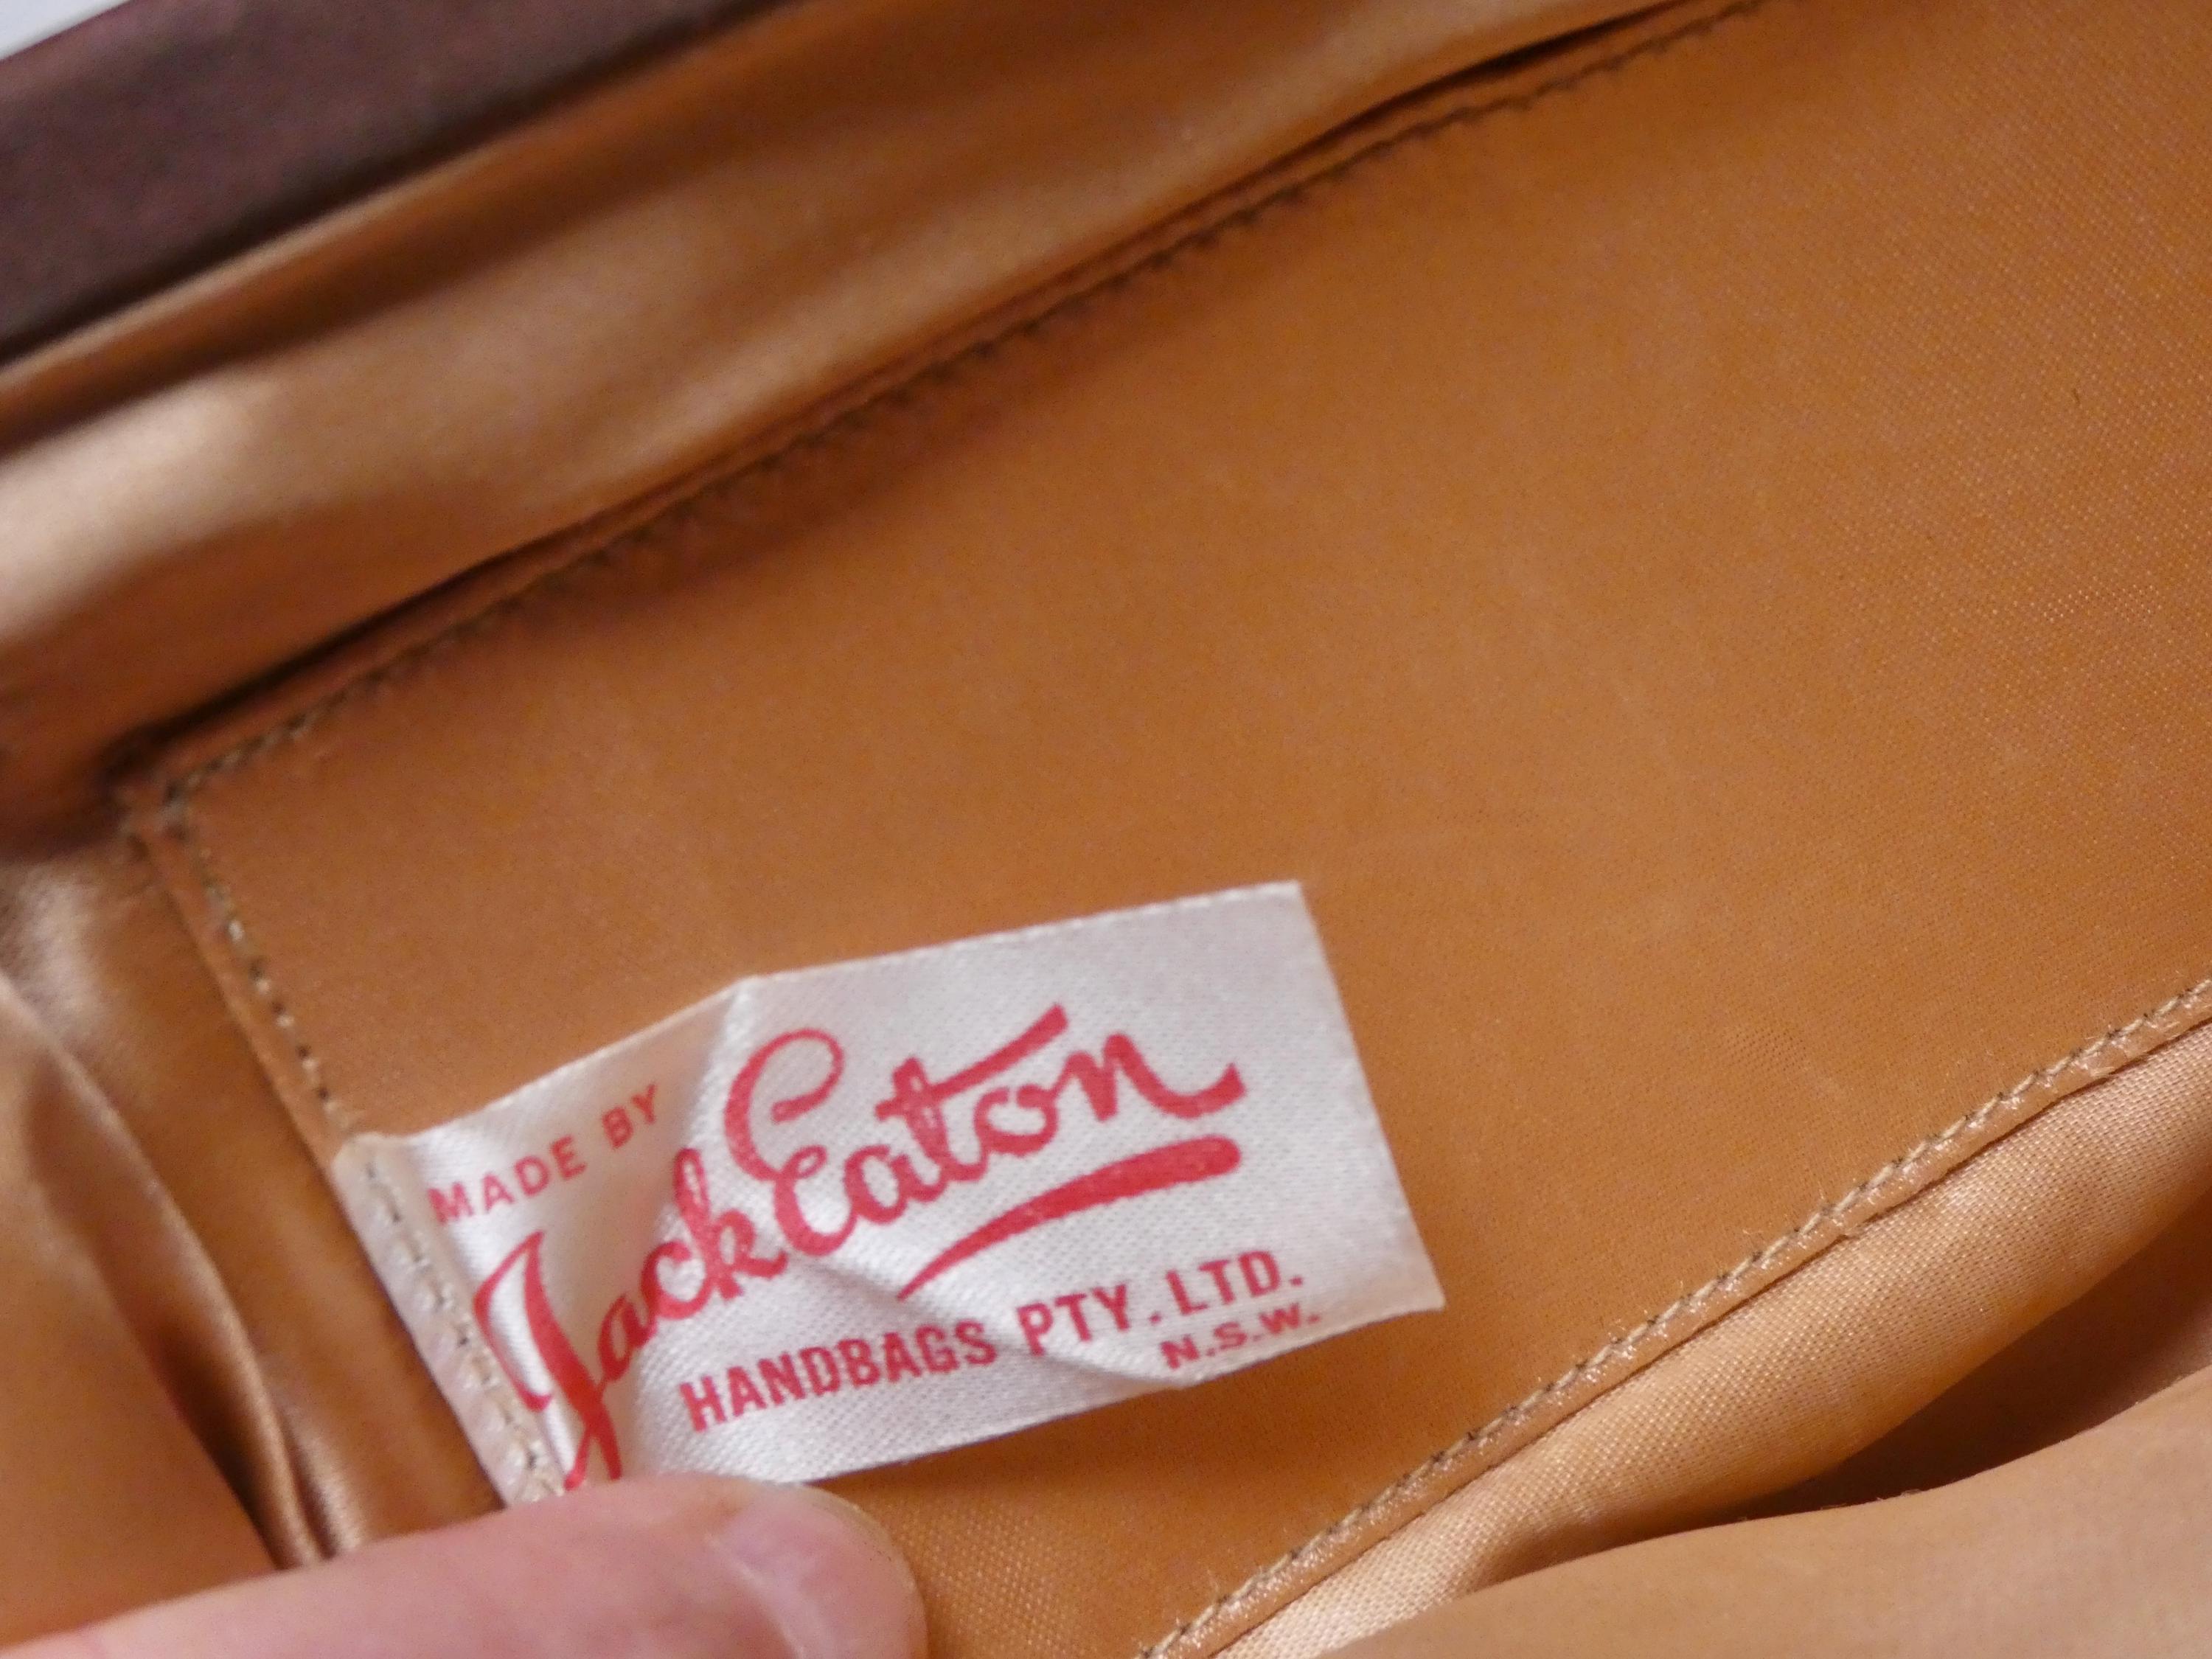 MADE BY
Jack Eaton
HANDBAGS PTY. LTD.
N.S.W.